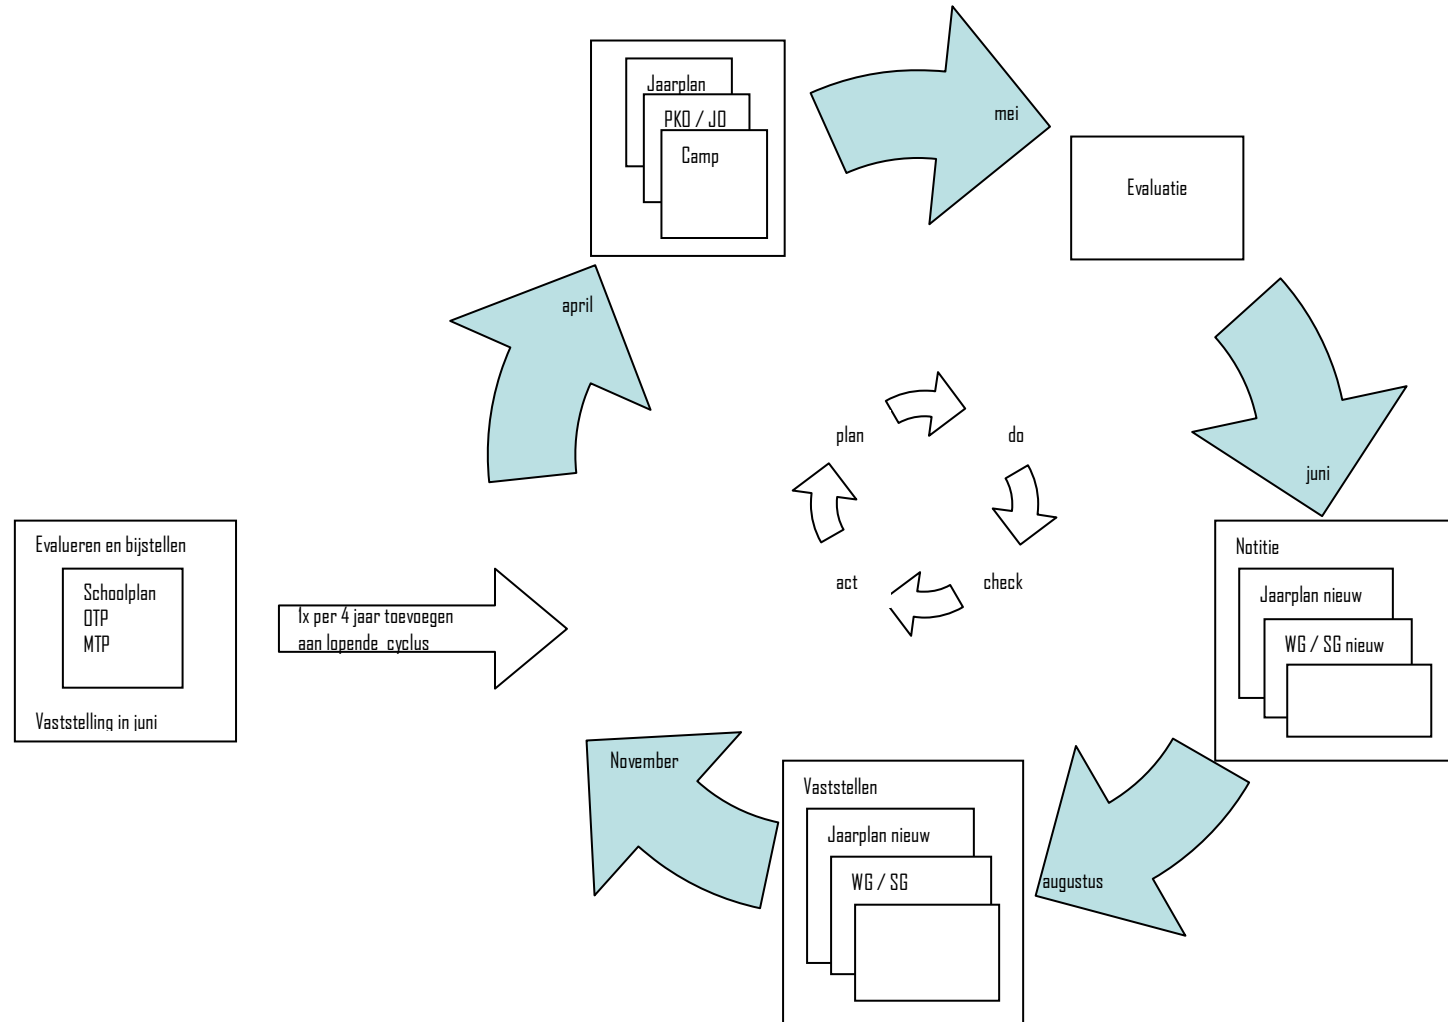 Jaarplan
PKO / JO
Camp
mei
Evaluatie
april
plan
do
juni
act
check
Evalueren en bijstellen
Schoolplan
OTP
MTP
Vaststelling in juni
1x per 4 jaar toevoegen
aan lopende cyclus
Notitie
Jaarplan nieuw
WG / SG nieuw
November
Vaststellen
Jaarplan nieuw
WG / SG
augustus